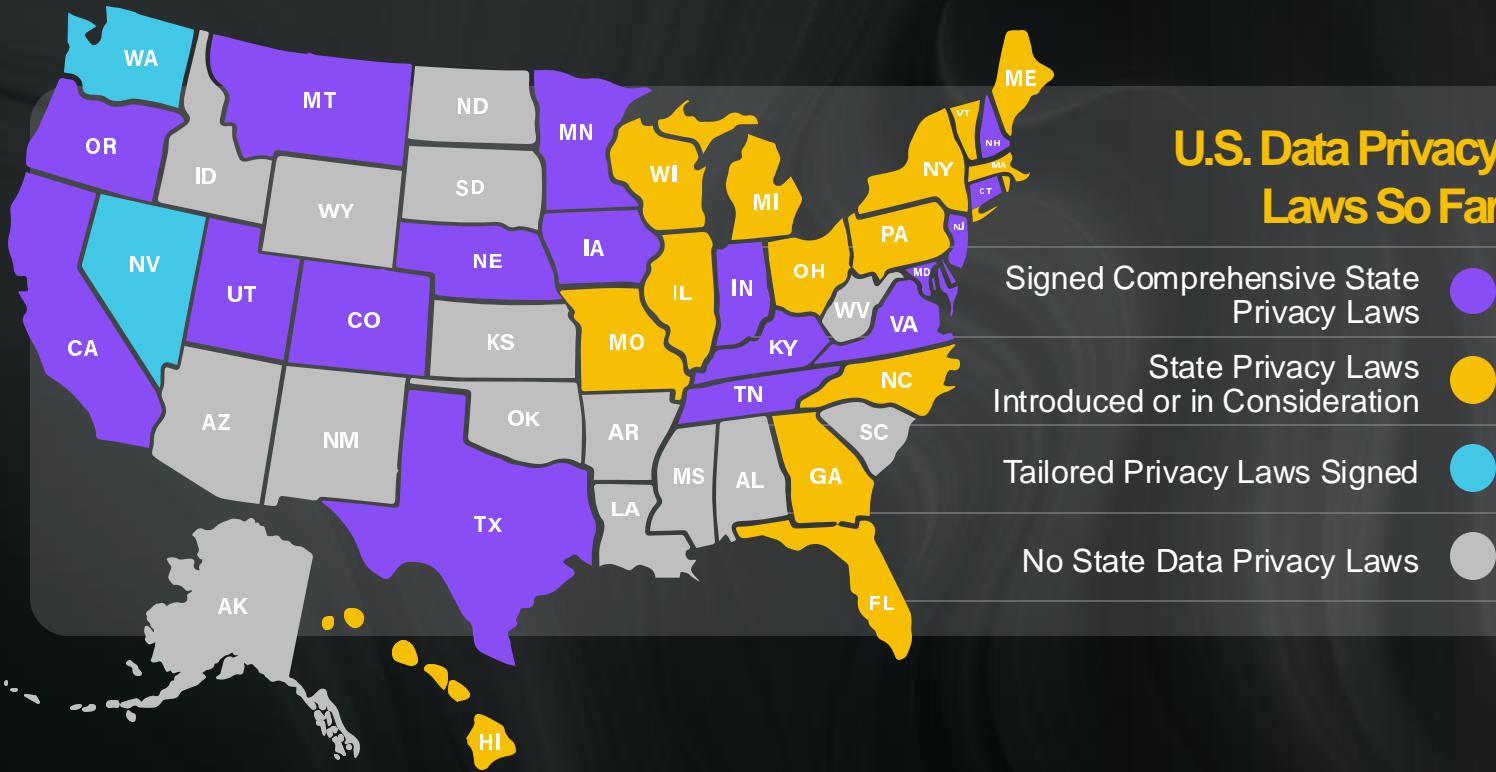 WA
MT
ND
MN
OR
ID
SD
WY
WI
MI
NY
VT
NH
ME
MA
CT
NV
UT
CO
NE
IA
IL
IN
OH
PA
NJ
MD
WV
VA
CA
KS
MO
KY
NC
TN
AZ
NM
OK
AR
SC
MS
AL
GA
LA
Tx
FL
AK
HI
U.S. Data Privacy
Laws So Far
Signed Comprehensive State
Privacy Laws
State Privacy Laws
Introduced or in Consideration
Tailored Privacy Laws Signed
No State Data Privacy Laws